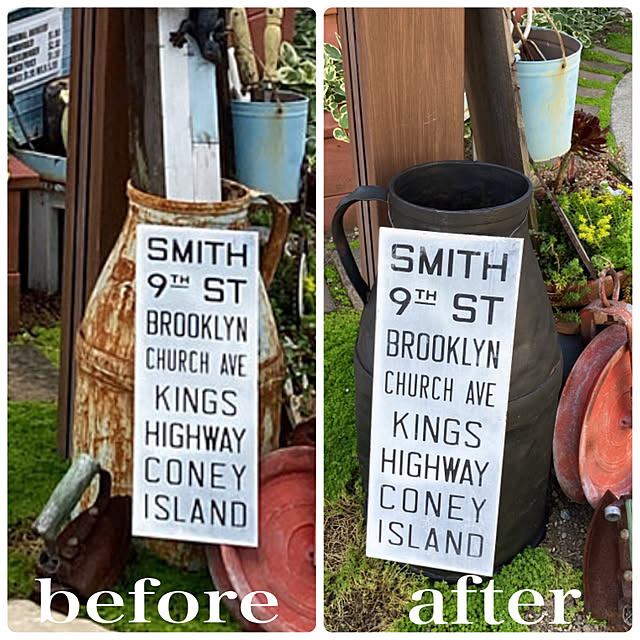 SMITH
9TH ST
BROOKLYN
CHURCH AVE
KINGS
HIGHWAY
CONEY
ISLAND
before
SMITH
9TH ST
BROOKLYN
CHURCH AVE
KINGS
HIGHWAY
CONEY
ISLAND
after